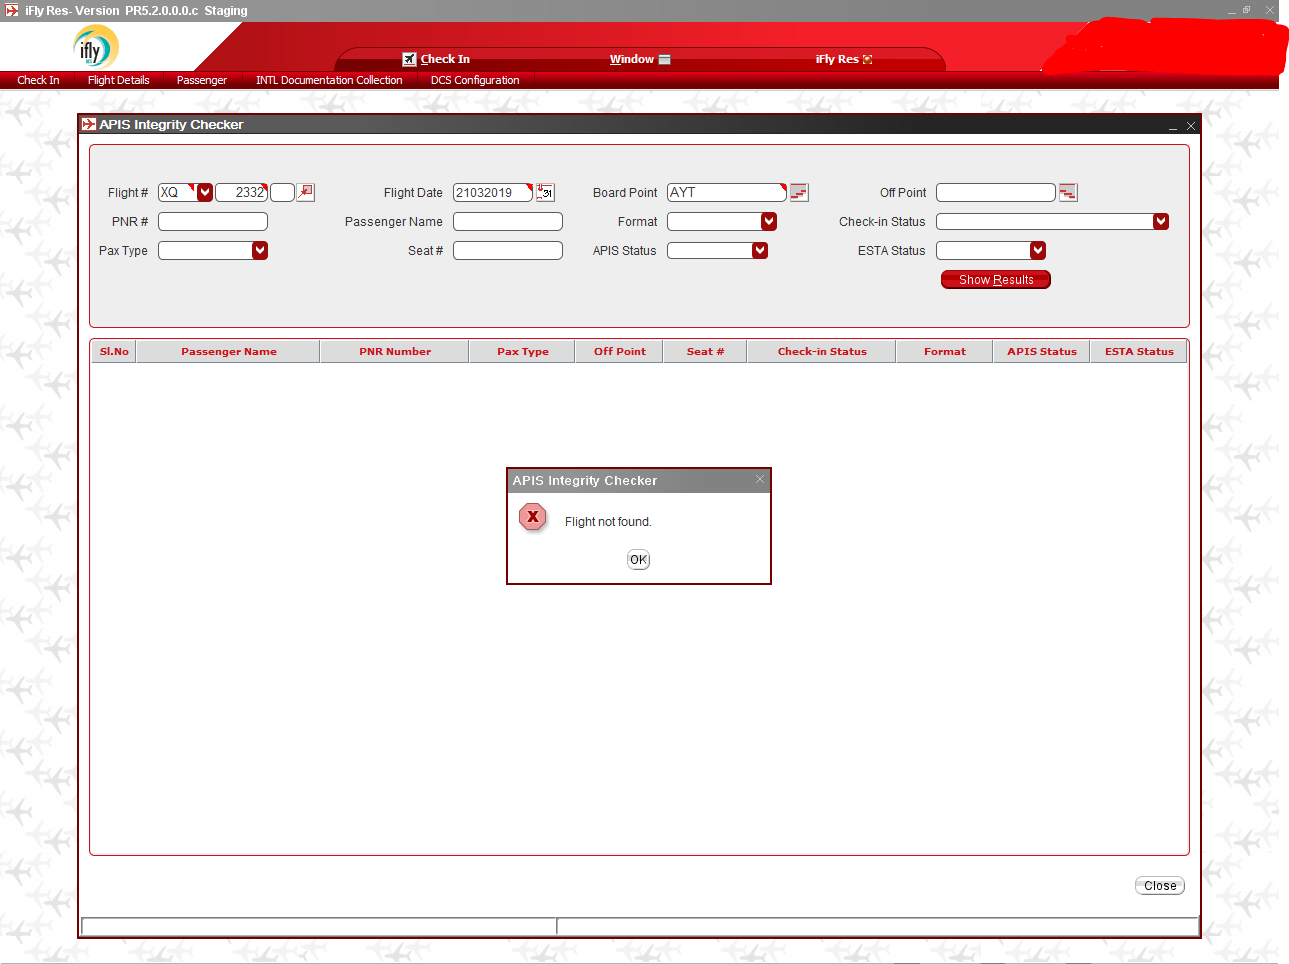 iFly Res- Version PR5.2.0.0.0.c Staging
ifly
RES
Check In
Window
iFly Res
Check In Flight Details Passenger INTL Documentation Collection DCS Configuration
APIS Integrity Checker
Flight # XQ 2332 Flight Date 21032019 Board Point AYT Off Point
PNR # Passenger Name Format Check-in Status
Pax Type Seat # APIS Status ESTA Status
Show Results
Sl.No Passenger Name PNR Number Pax Type Off Point Seat # Check-in Status Format APIS Status ESTA Status
APIS Integrity Checker
Flight not found.
OK
Close